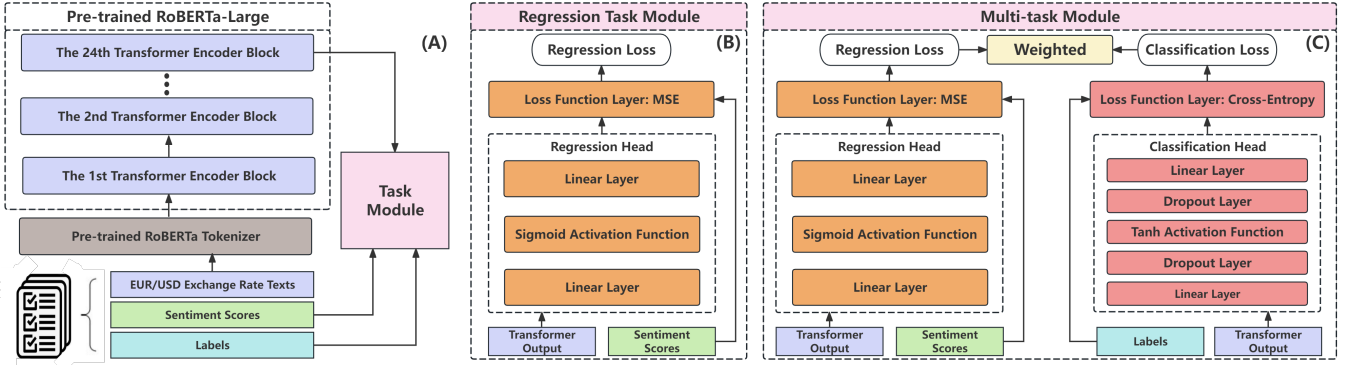 Pre-trained RoBERTa-Large
(A)
The 24th Transformer Encoder Block
The 2nd Transformer Encoder Block
The 1st Transformer Encoder Block
Pre-trained RoBERTa Tokenizer
EUR/USD Exchange Rate Texts
Sentiment Scores
Labels
Task
Module
Regression Task Module
(B)
Regression Loss
Loss Function Layer: MSE
Regression Head
Linear Layer
Sigmoid Activation Function
Linear Layer
Transformer
Output
Sentiment
Scores
Multi-task Module
(C)
Regression Loss
Weighted
Classification Loss
Loss Function Layer: MSE
Regression Head
Linear Layer
Sigmoid Activation Function
Linear Layer
Transformer
Output
Sentiment
Scores
Loss Function Layer: Cross-Entropy
Classification Head
Linear Layer
Dropout Layer
Tanh Activation Function
Dropout Layer
Linear Layer
Labels
Transformer
Output